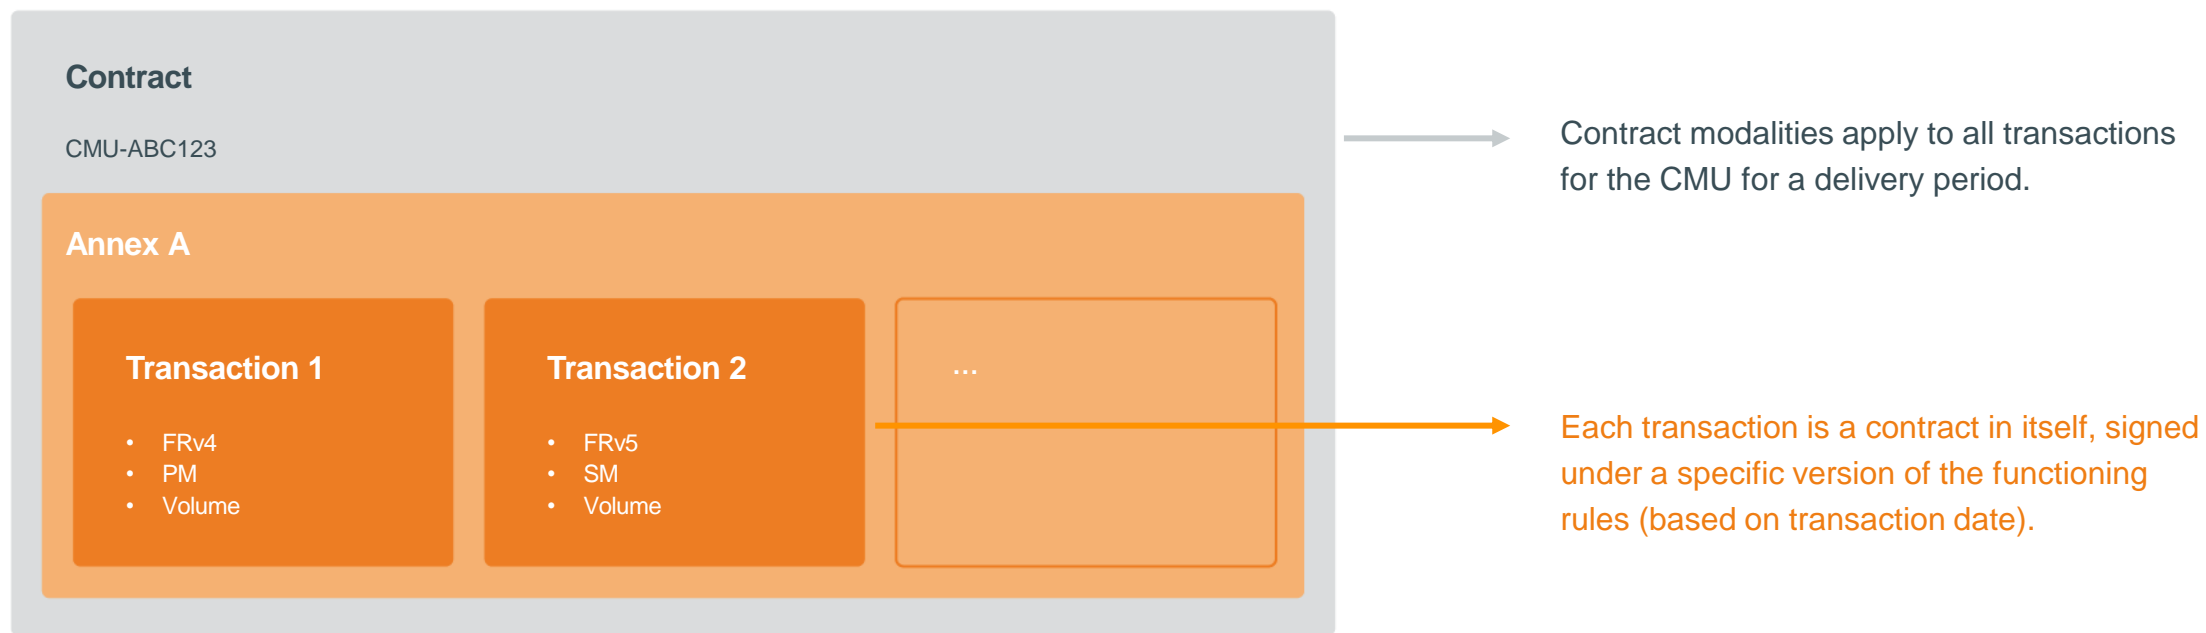 Contract
CMU-ABC123
Contract modalities apply to all transactions
for the CMU for a delivery period.
Annex A
Transaction 1
• FRv4
• PM
• Volume
Transaction 2
• FRv5
• SM
• Volume
...
Each transaction is a contract in itself, signed
under a specific version of the functioning
rules (based on transaction date).